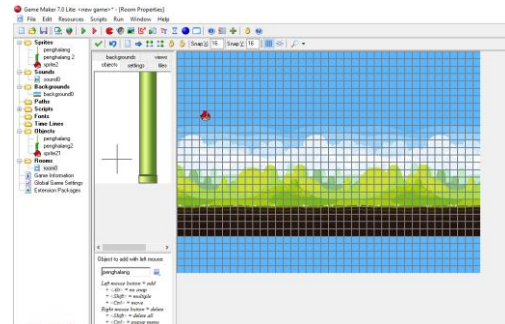 Game Maker 7.0 Lite: <new game>* - [Room Properties]
File Edit Resources Scripts Run Window Help
Snap X: 16 Snap Y: 16
Sprites
penghalang
penghalang 2
sprite2
Sounds
sound0
Backgrounds
background0
Paths
Scripts
Fonts
Time Lines
Objects
penghalang
penghalang2
sprite21
Rooms
room0
Game Information
Global Game Settings
Extension Packages
backgrounds views
objects settings tiles
Object to add with left mouse
penghalang
Left mouse button = add
+ <Alt> = no snap
+ <Shift> = multiple
+ <Ctrl> = move
Right mouse button = delete
+ <Shift> = delete all
+ <Ctrl> = popup menu